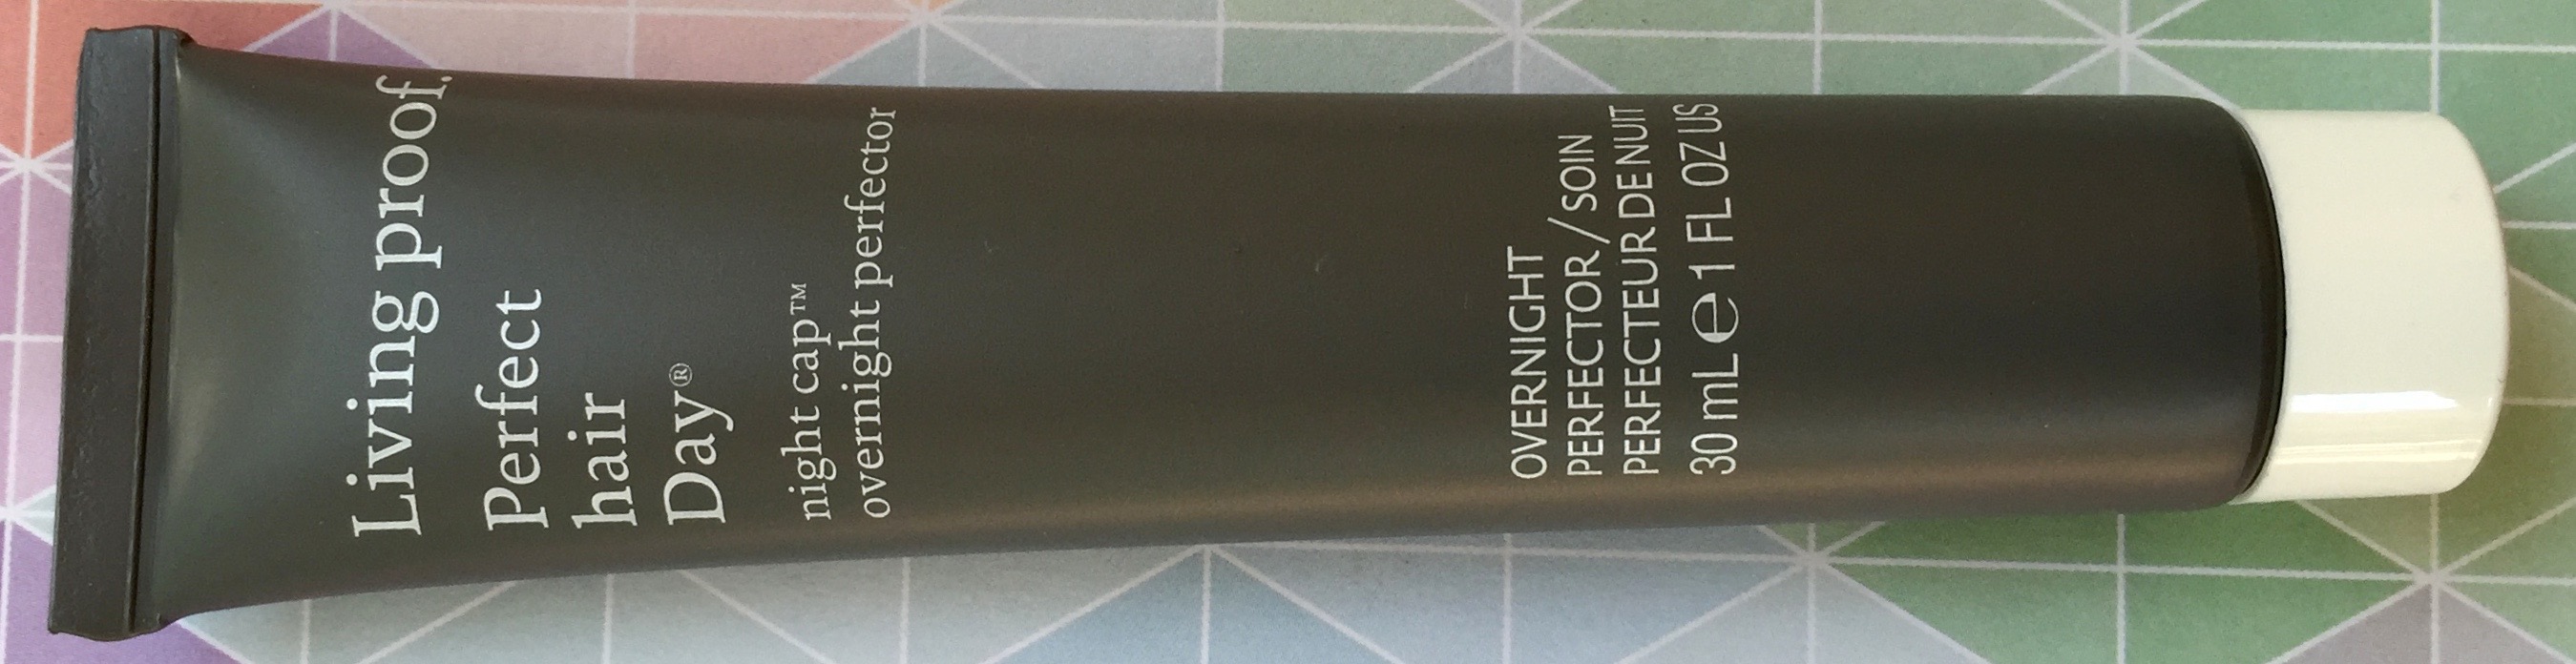 Living proof.
Perfect
hair
Day®
night cap™
overnight perfector
OVERNIGHT
PERFECTOR / SOIN
PERFECTEUR DE NUIT
30 mL ℮ 1 FL OZ US